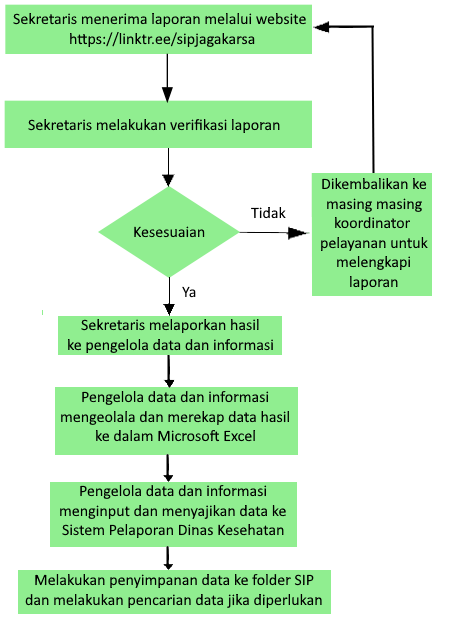 Sekretaris menerima laporan melalui website
https://linktr.ee/sipjagakarsa
Sekretaris melakukan verifikasi laporan
Kesesuaian
Tidak
Dikembalikan ke
masing masing
koordinator
pelayanan untuk
melengkapi
laporan
Ya
Sekretaris melaporkan hasil
ke pengelola data dan informasi
Pengelola data dan informasi
mengeolala dan merekap data hasil
ke dalam Microsoft Excel
Pengelola data dan informasi
menginput dan menyajikan data ke
Sistem Pelaporan Dinas Kesehatan
Melakukan penyimpanan data ke folder SIP
dan melakukan pencarian data jika diperlukan